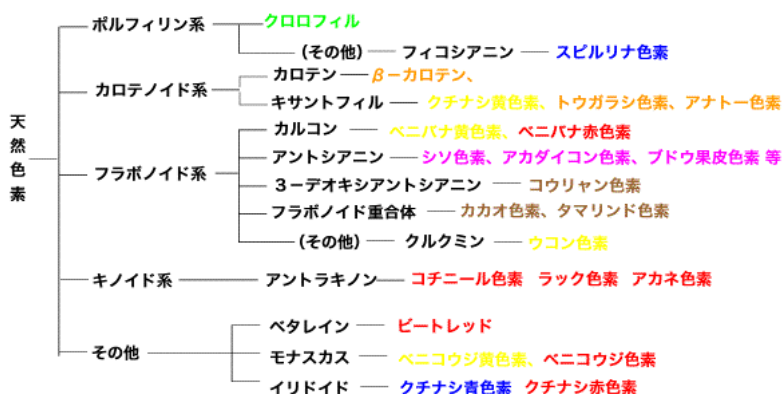 天然色素
ポルフィリン系 クロロフィル
(その他) フィコシアニン スピルリナ色素
カロテノイド系 カロテン β－カロテン、
キサントフィル クチナシ黄色素、トウガラシ色素、アナトー色素
フラボノイド系 カルコン ベニバナ黄色素、ベニバナ赤色素
アントシアニン シソ色素、アカダイコン色素、ブドウ果皮色素 等
３－デオキシアントシアニン コウリャン色素
フラボノイド重合体 カカオ色素、タマリンド色素
(その他) クルクミン ウコン色素
キノイド系 アントラキノン コチニール色素 ラック色素 アカネ色素
その他 ベタレイン ビートレッド
モナスカス ベニコウジ黄色素、ベニコウジ色素
イリドイド クチナシ青色素 クチナシ赤色素